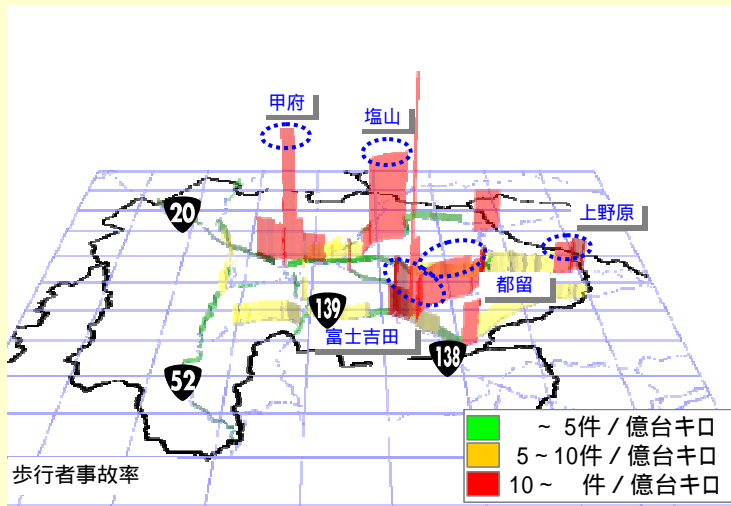 甲府
塩山
20
上野原
都留
139
富士吉田
138
52
~ 5件 / 億台キロ
5 ~ 10件 / 億台キロ
10 ~ 件 / 億台キロ
歩行者事故率